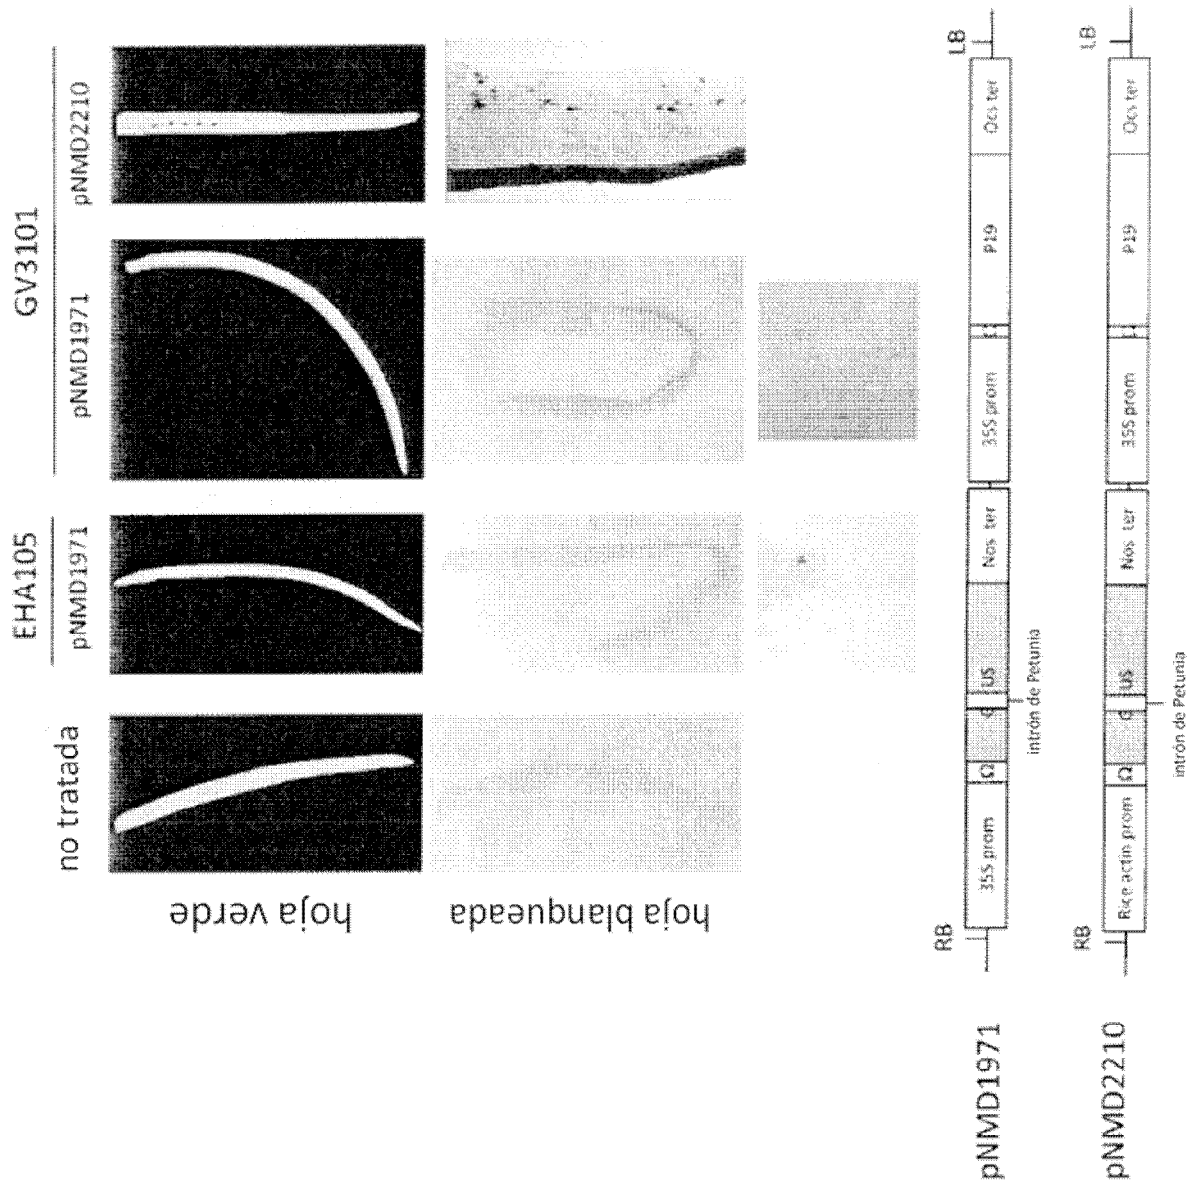 no tratada
EHA105
pNMD1971
GV3101
pNMD1971
pNMD2210
hoja verde
hoja blanqueada
pNMD1971
RB
35S prom
Ω
G
US
intrón de Petunia
Nos ter
35S prom
Ω
P19
Ocs ter
LB
pNMD2210
RB
Rice actin prom
Ω
G
US
intrón de Petunia
Nos ter
35S prom
Ω
P19
Ocs ter
LB